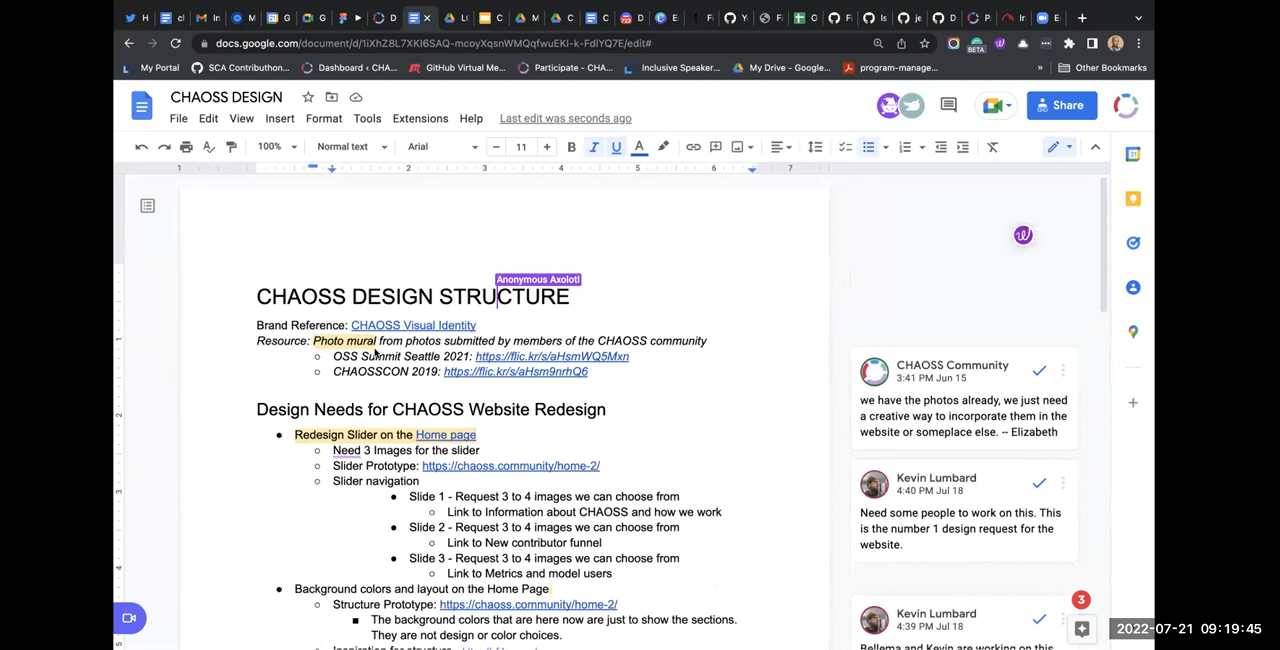 docs.google.com/document/d/1iXhZ8L7XKI6SAQ-mcoyXqsnWMQqfwuEKl-k-FdIYQ7E/edit#
My Portal SCA Contributhon... Dashboard < CHA... GitHub Virtual Me... Participate - CHA... Inclusive Speaker... My Drive - Google... program-manage... » Other Bookmarks
CHAOSS DESIGN
File Edit View Insert Format Tools Extensions Help Last edit was seconds ago
Share
100% Normal text Arial 11
Anonymous Axolotl
CHAOSS DESIGN STRUCTURE
Brand Reference: CHAOSS Visual Identity
Resource: Photo mural from photos submitted by members of the CHAOSS community
OSS Summit Seattle 2021: https://flic.kr/s/aHsmWQ5Mxn
CHAOSSCON 2019: https://flic.kr/s/aHsm9nrhQ6
Design Needs for CHAOSS Website Redesign
Redesign Slider on the Home page
Need 3 Images for the slider
Slider Prototype: https://chaoss.community/home-2/
Slider navigation
Slide 1 - Request 3 to 4 images we can choose from
Link to Information about CHAOSS and how we work
Slide 2 - Request 3 to 4 images we can choose from
Link to New contributor funnel
Slide 3 - Request 3 to 4 images we can choose from
Link to Metrics and model users
Background colors and layout on the Home Page
Structure Prototype: https://chaoss.community/home-2/
The background colors that are here now are just to show the sections.
They are not design or color choices.
CHAOSS Community
3:41 PM Jun 15
we have the photos already, we just need
a creative way to incorporate them in the
website or someplace else. -- Elizabeth
Kevin Lumbard
4:40 PM Jul 18
Need some people to work on this. This
is the number 1 design request for the
website.
Kevin Lumbard
4:39 PM Jul 18
Bellema and Kevin are working on this
3
2022-07-21 09:19:45